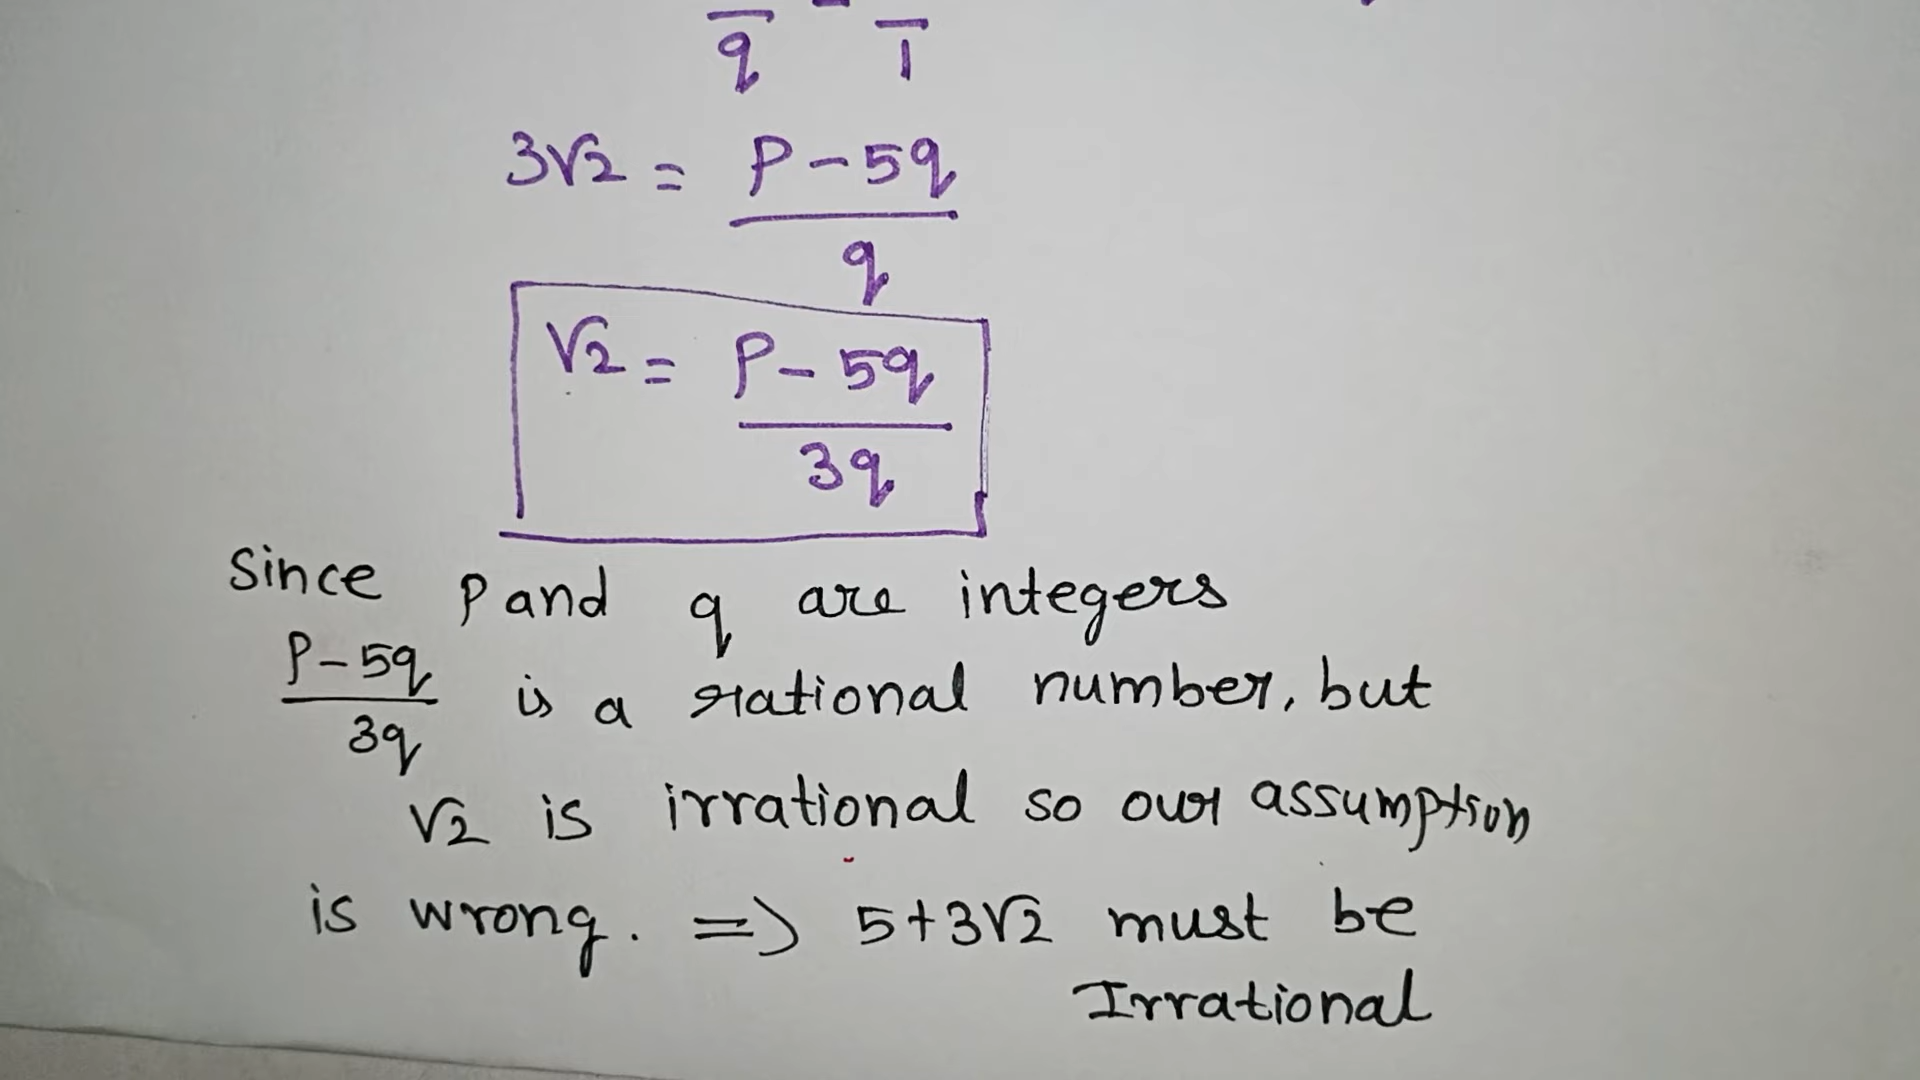 q 1
3√2 = P - 5q
q
√2 = P - 5q
3q
Since p and q are integers
P - 5q
3q
is a rational number, but
√2 is irrational so our assumption
is wrong. => 5+3√2 must be
Irrational